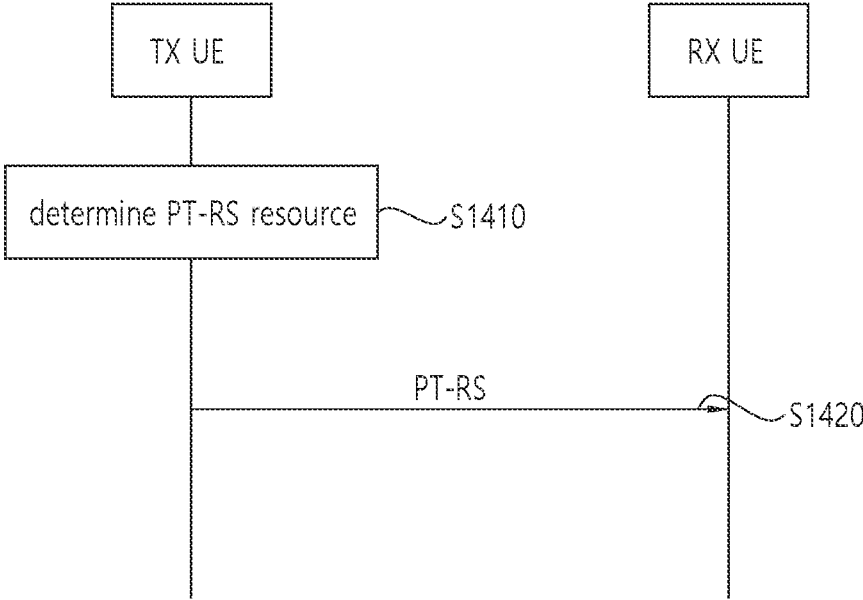 TX UE
RX UE
determine PT-RS resource
S1410
PT-RS
S1420